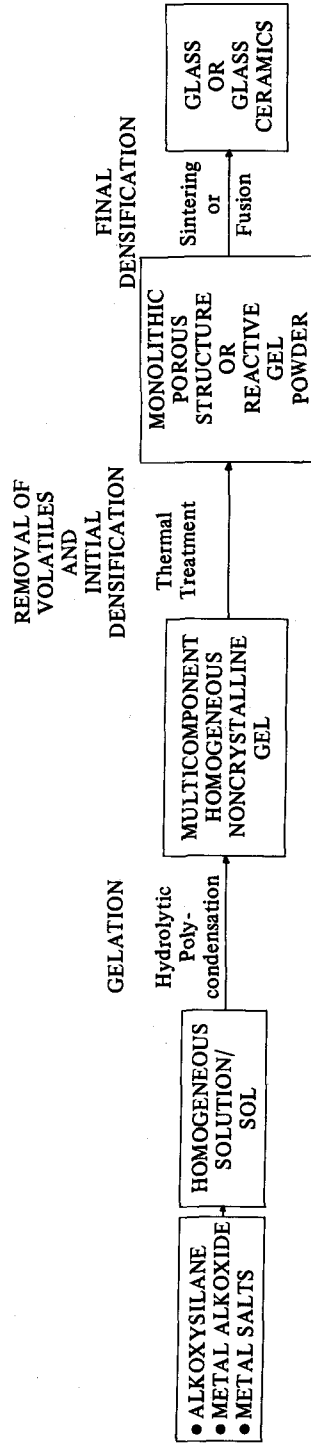 ● ALKOXYSILANE
● METAL ALKOXIDE
● METAL SALTS
HOMOGENEOUS
SOLUTION/
SOL
GELATION
Hydrolytic
Poly-
condensation
MULTICOMPONENT
HOMOGENEOUS
NONCRYSTALLINE
GEL
REMOVAL OF
VOLATILES
AND
INITIAL
DENSIFICATION
Thermal
Treatment
MONOLITHIC
POROUS
STRUCTURE
OR
REACTIVE
GEL
POWDER
FINAL
DENSIFICATION
Sintering
or
Fusion
GLASS
OR
GLASS
CERAMICS